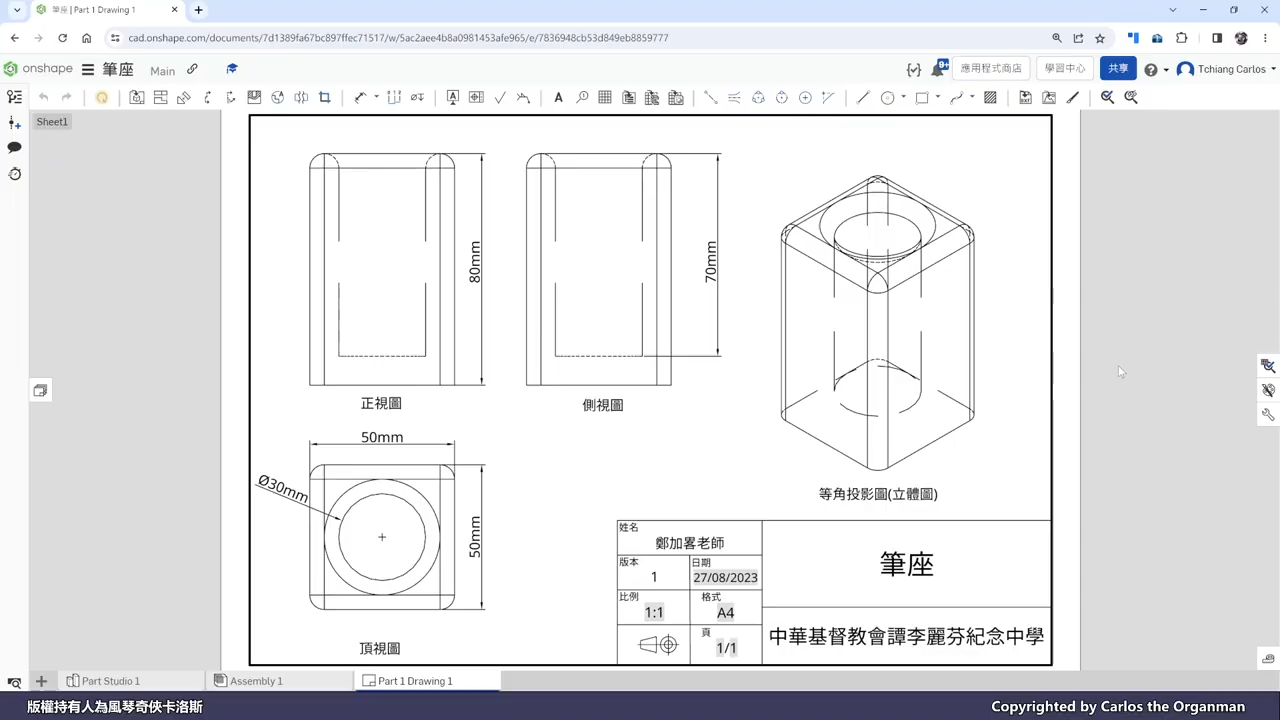 筆座 | Part 1 Drawing 1
cad.onshape.com/documents/7d1389fa67bc897ffec71517/w/5ac2aee4b8a0981453afe965/e/7836948cb53d849eb8859777
onshape 筆座 Main
9+ 應用程式商店 學習中心 共享 Tchiang Carlos
Sheet1
80mm
70mm
正視圖
側視圖
50mm
Ø30mm
50mm
頂視圖
等角投影圖(立體圖)
姓名
鄭加畧老師
版本
1
日期
27/08/2023
比例
1:1
格式
A4
頁
1/1
筆座
中華基督教會譚李麗芬紀念中學
Part Studio 1
Assembly 1
Part 1 Drawing 1
版權持有人為風琴奇俠卡洛斯
Copyrighted by Carlos the Organman